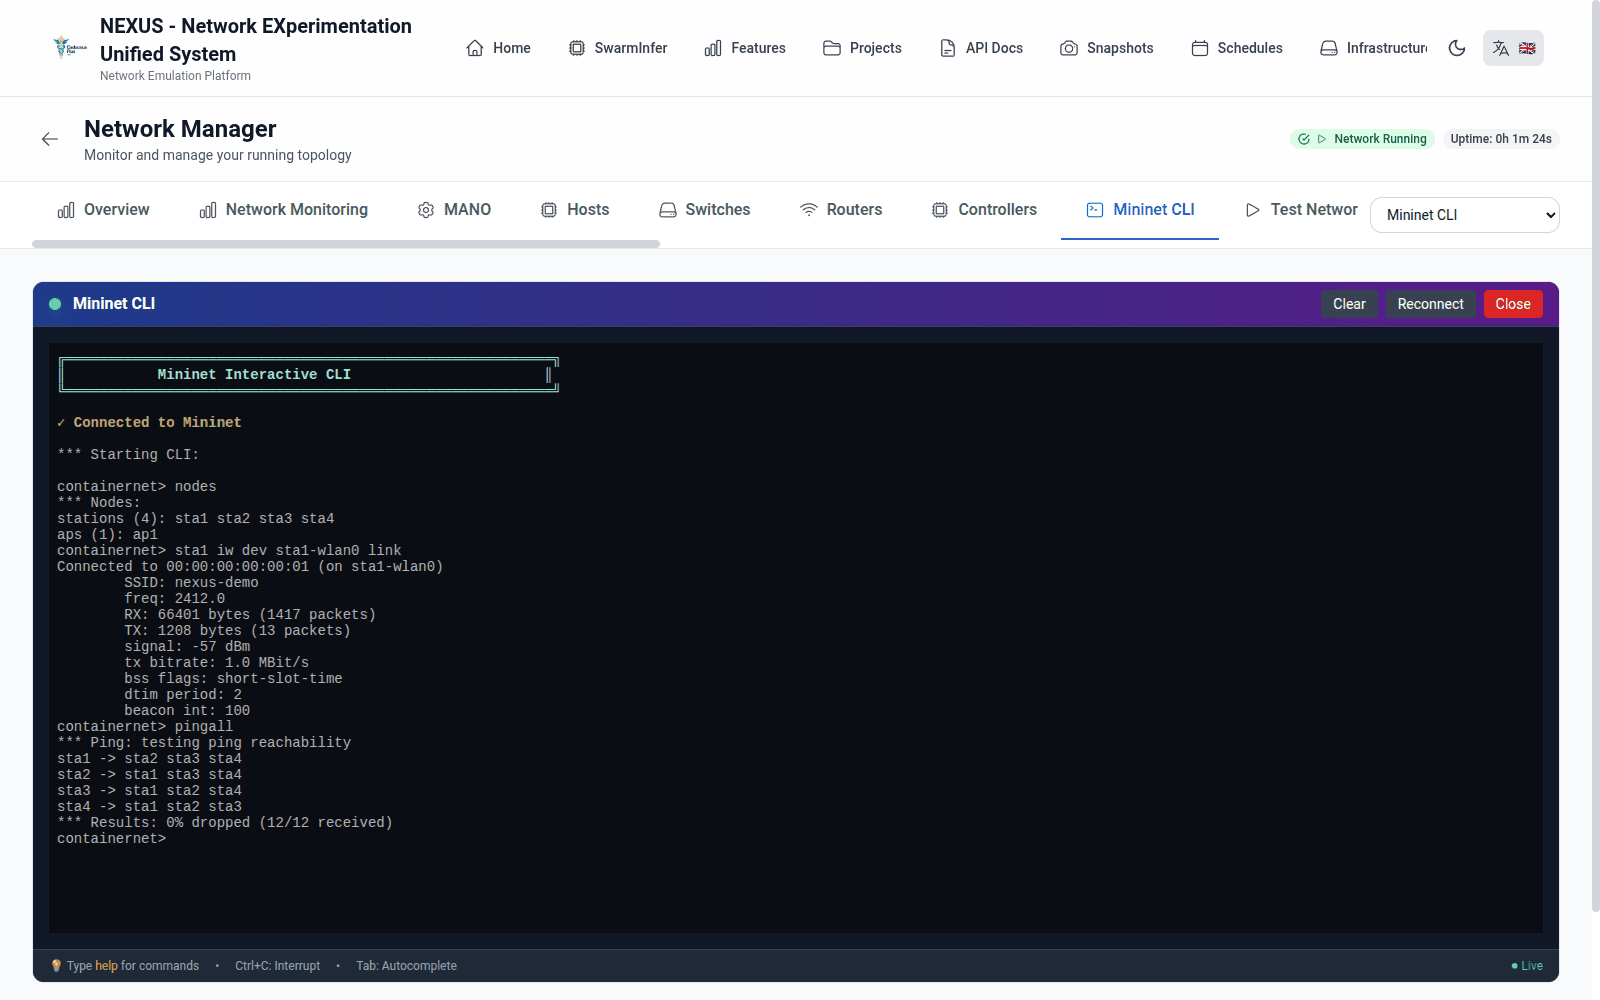 NEXUS - Network EXperimentation
Unified System
Network Emulation Platform
Home
SwarmInfer
Features
Projects
API Docs
Snapshots
Schedules
Infrastructur
Network Manager
Monitor and manage your running topology
Network Running
Uptime: 0h 1m 24s
Overview
Network Monitoring
MANO
Hosts
Switches
Routers
Controllers
Mininet CLI
Test Networ
Mininet CLI
Mininet CLI
Clear
Reconnect
Close
Mininet Interactive CLI
✓ Connected to Mininet
*** Starting CLI:
containernet> nodes
*** Nodes:
stations (4): sta1 sta2 sta3 sta4
aps (1): ap1
containernet> sta1 iw dev sta1-wlan0 link
Connected to 00:00:00:00:00:01 (on sta1-wlan0)
SSID: nexus-demo
freq: 2412.0
RX: 66401 bytes (1417 packets)
TX: 1208 bytes (13 packets)
signal: -57 dBm
tx bitrate: 1.0 MBit/s
bss flags: short-slot-time
dtim period: 2
beacon int: 100
containernet> pingall
*** Ping: testing ping reachability
sta1 -> sta2 sta3 sta4
sta2 -> sta1 sta3 sta4
sta3 -> sta1 sta2 sta4
sta4 -> sta1 sta2 sta3
*** Results: 0% dropped (12/12 received)
containernet>
Type help for commands • Ctrl+C: Interrupt • Tab: Autocomplete
Live